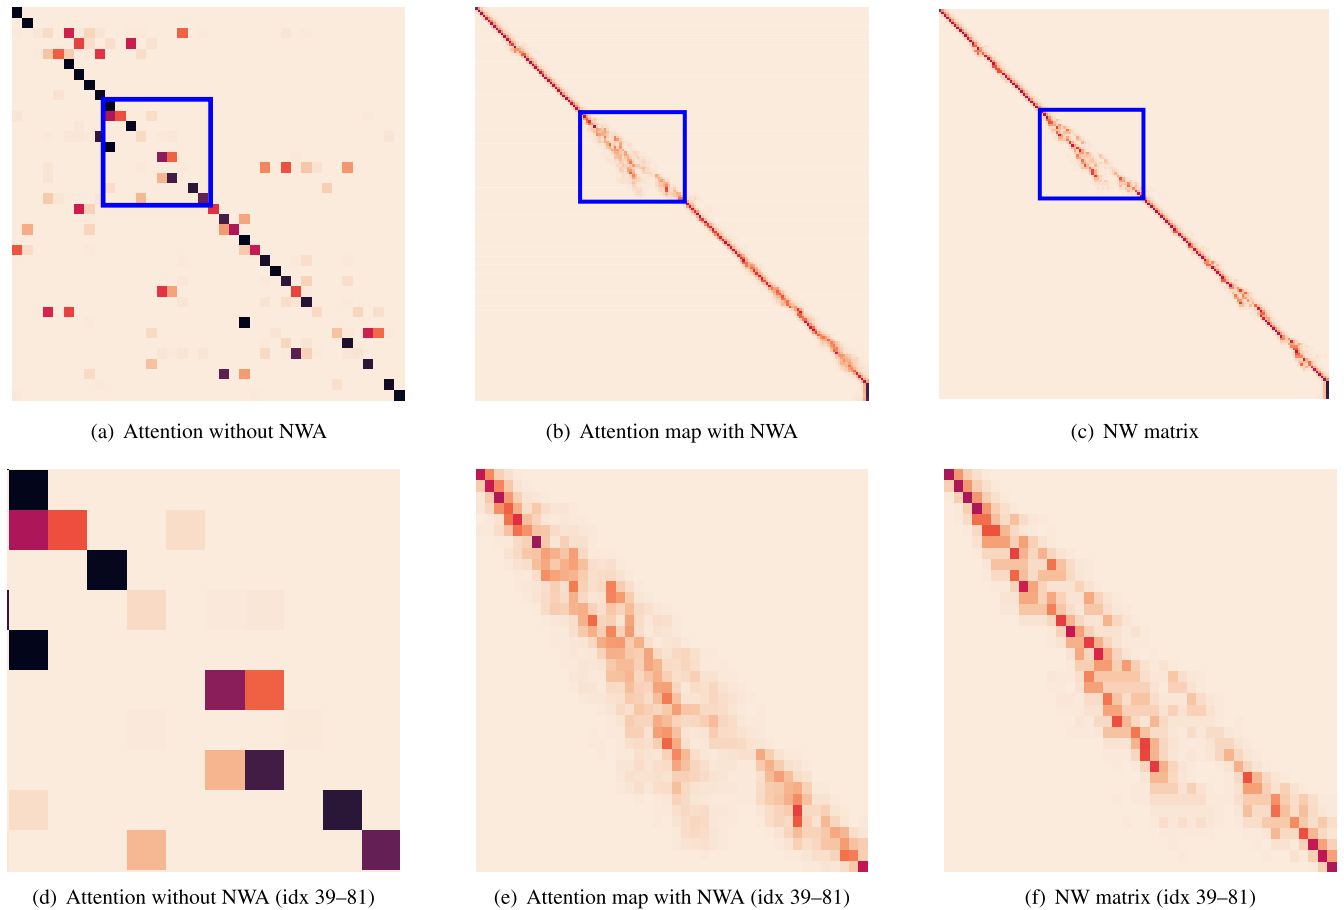 (a) Attention without NWA
(b) Attention map with NWA
(c) NW matrix
(d) Attention without NWA (idx 39–81)
(e) Attention map with NWA (idx 39–81)
(f) NW matrix (idx 39–81)